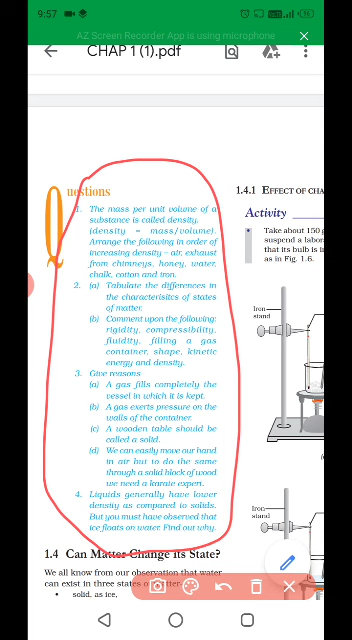 9:57
AZ Screen Recorder App is using microphone
CHAP 1 (1).pdf
Questions
1. The mass per unit volume of a
substance is called density.
(density = mass/volume).
Arrange the following in order of
increasing density – air, exhaust
from chimneys, honey, water,
chalk, cotton and iron.
2. (a) Tabulate the differences in
the characterisitcs of states
of matter.
(b) Comment upon the following:
rigidity, compressibility,
fluidity, filling a gas
container, shape, kinetic
energy and density.
3. Give reasons
(a) A gas fills completely the
vessel in which it is kept.
(b) A gas exerts pressure on the
walls of the container.
(c) A wooden table should be
called a solid.
(d) We can easily move our hand
in air but to do the same
through a solid block of wood
we need a karate expert.
4. Liquids generally have lower
density as compared to solids.
But you must have observed that
ice floats on water. Find out why.
1.4 Can Matter Change its State?
We all know from our observation that water
can exist in three states
• solid, as ice,
1.4.1 EFFECT OF CHA
Activity
• Take about 150 g
suspend a labor
that its bulb is i
as in Fig. 1.6.
Iron
stand
Iron
stand